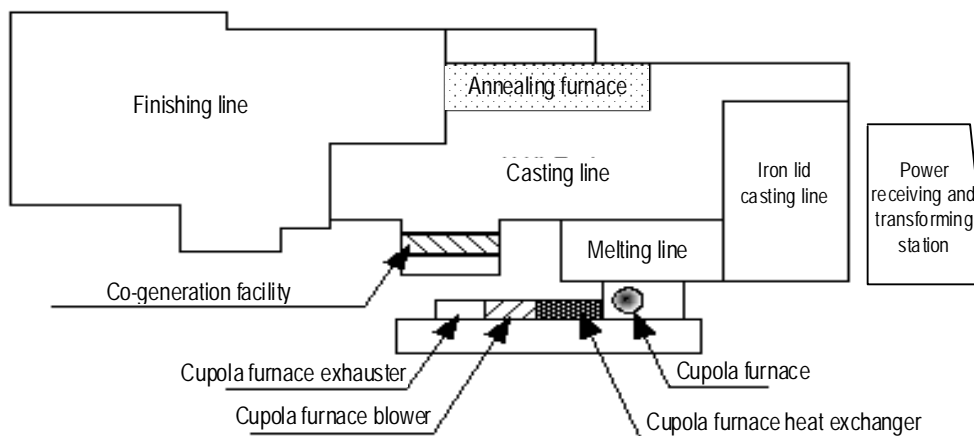 Finishing line
Annealing furnace
Casting line
Iron lid
casting line
Power
receiving and
transforming
station
Melting line
Co-generation facility
Cupola furnace exhauster
Cupola furnace
Cupola furnace blower
Cupola furnace heat exchanger